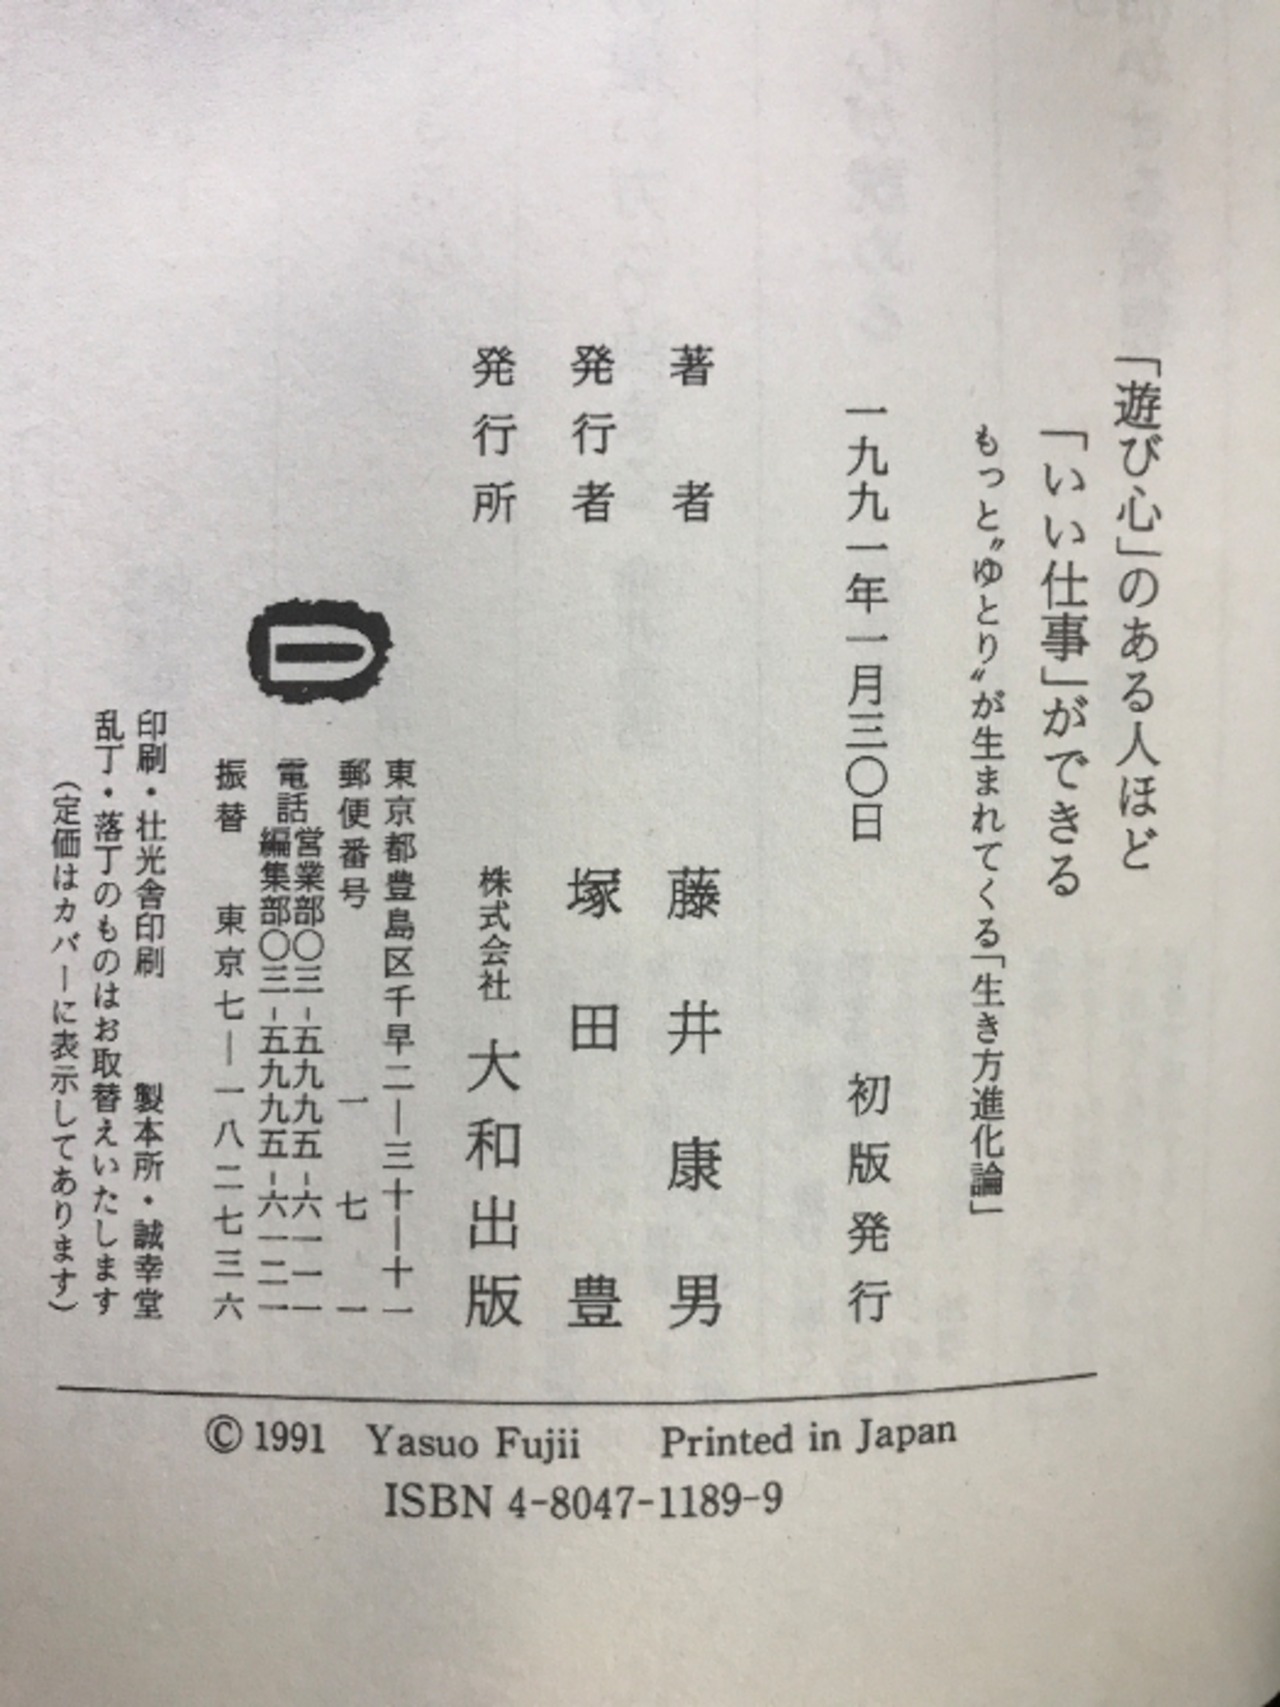 「遊び心」のある人ほど
「いい仕事」ができる
もっと〝ゆとり〟が生まれてくる「生き方進化論」
一九九一年一月三〇日 初版発行
著者 藤井康男
発行者 塚田豊
発行所 株式会社 大和出版
東京都豊島区千早二―三十―十一
郵便番号 一七一
電話 営業部〇三-五九九五-六一一一
編集部〇三-五九九五-六一二一
振替 東京七―一八二七三六
印刷・壮光舎印刷 製本所・誠幸堂
乱丁・落丁のものはお取替えいたします
(定価はカバーに表示してあります)
© 1991 Yasuo Fujii Printed in Japan
ISBN 4-8047-1189-9